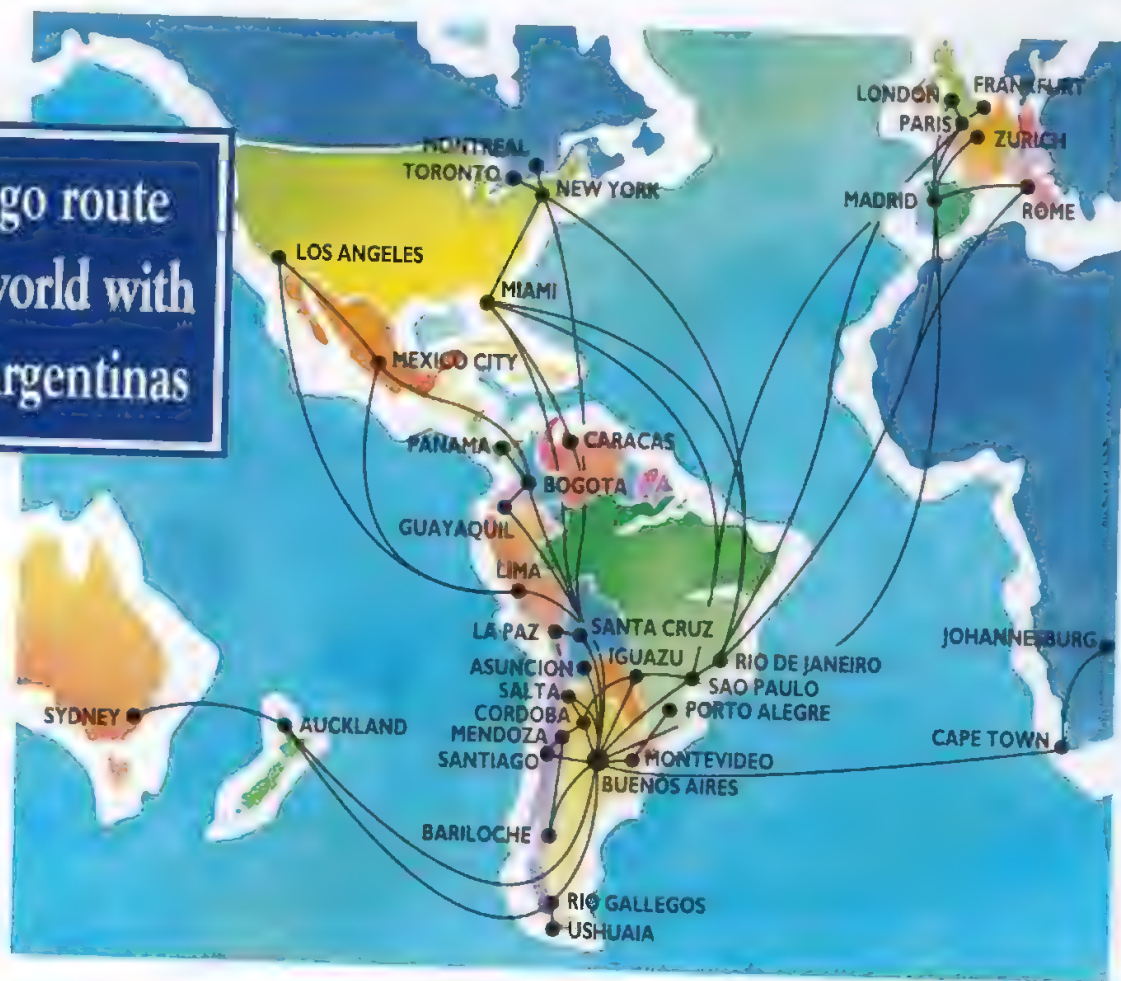 go route
world with
Argentinas
MONTREAL
TORONTO
NEW YORK
LOS ANGELES
MIAMI
MEXICO CITY
PANAMA
CARACAS
BOGOTA
GUAYAQUIL
LIMA
LA PAZ
SANTA CRUZ
ASUNCION
IGUAZU
RIO DE JANEIRO
SALTA
SAO PAULO
CORDOBA
PORTO ALEGRE
MENDOZA
SANTIAGO
MONTEVIDEO
BUENOS AIRES
BARILOCHE
RIO GALLEGOS
USHUAIA
SYDNEY
AUCKLAND
LONDON
FRANKFURT
PARIS
ZURICH
MADRID
ROME
JOHANNESBURG
CAPE TOWN